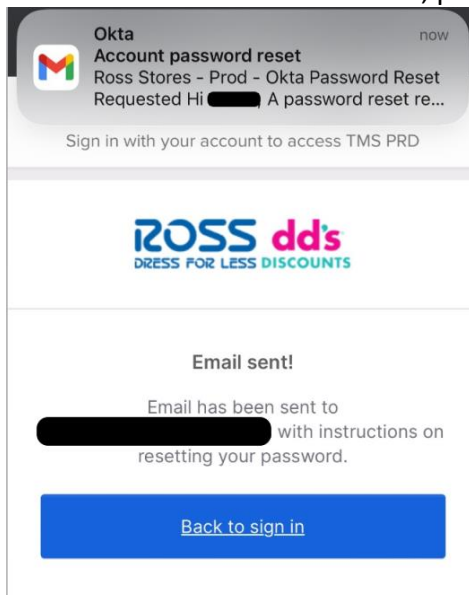 Okta
now
Account password reset
Ross Stores - Prod - Okta Password Reset
Requested Hi , A password reset re...
Sign in with your account to access TMS PRD
ROSS dd's
DRESS FOR LESS DISCOUNTS
Email sent!
Email has been sent to
with instructions on
resetting your password.
Back to sign in